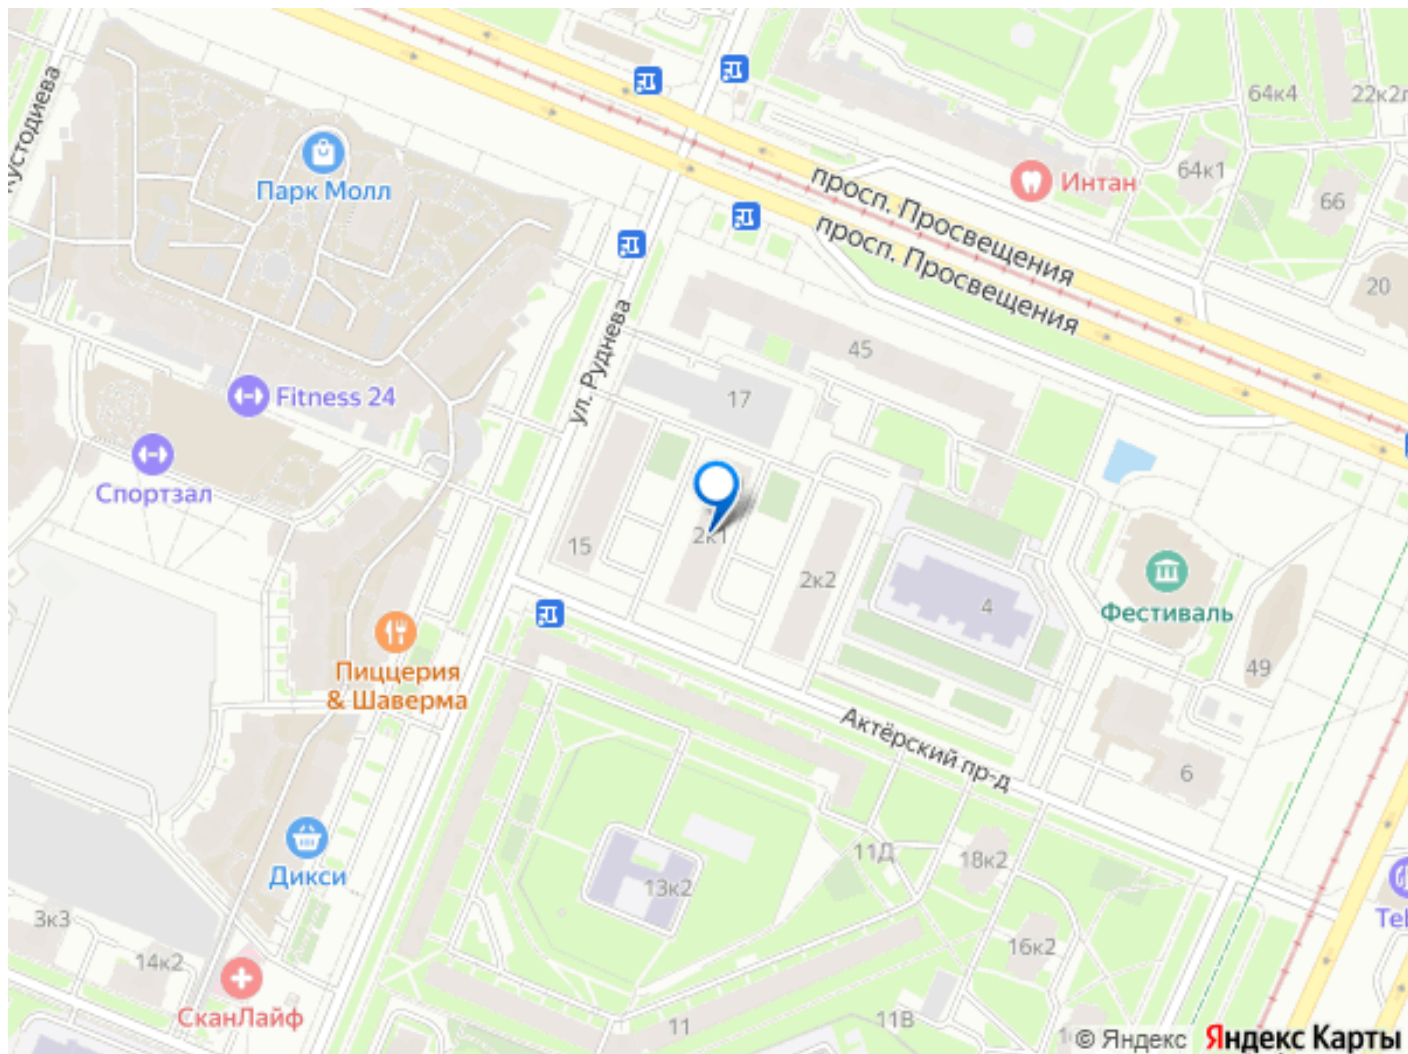 64к4
22к2л
Кустодиева
Парк Молл
64к1
Интан
66
просп. Просвещения
просп. Просвещения
20
ул. Руднева
45
Fitness 24
17
Спортзал
15
2к1
2к2
4
Фестиваль
49
Пиццерия
& Шаверма
Актёрский пр-д
6
Дикси
11Д
18к2
13к2
3к3
14к2
16к2
СканЛайф
11
11В
© Яндекс Яндекс Карты